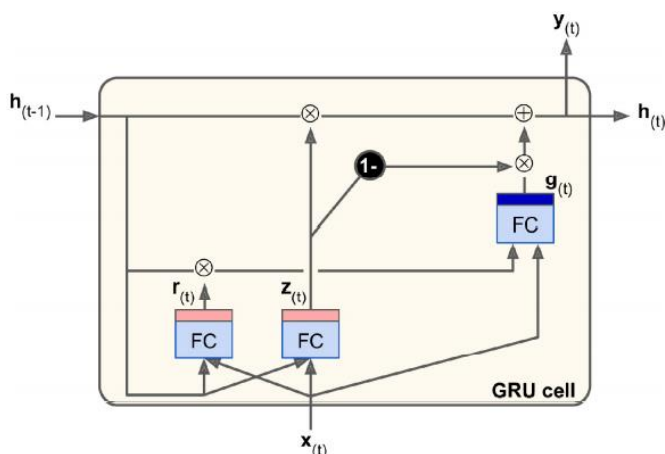 y(t)
h(t-1)
h(t)
1-
g(t)
FC
r(t)
z(t)
FC
FC
GRU cell
x(t)